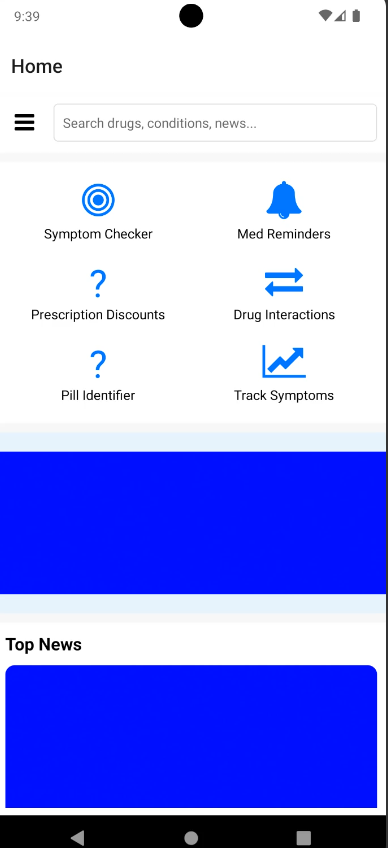 9:39
Home
Search drugs, conditions, news...
Symptom Checker
Med Reminders
?
Prescription Discounts
Drug Interactions
?
Pill Identifier
Track Symptoms
Top News